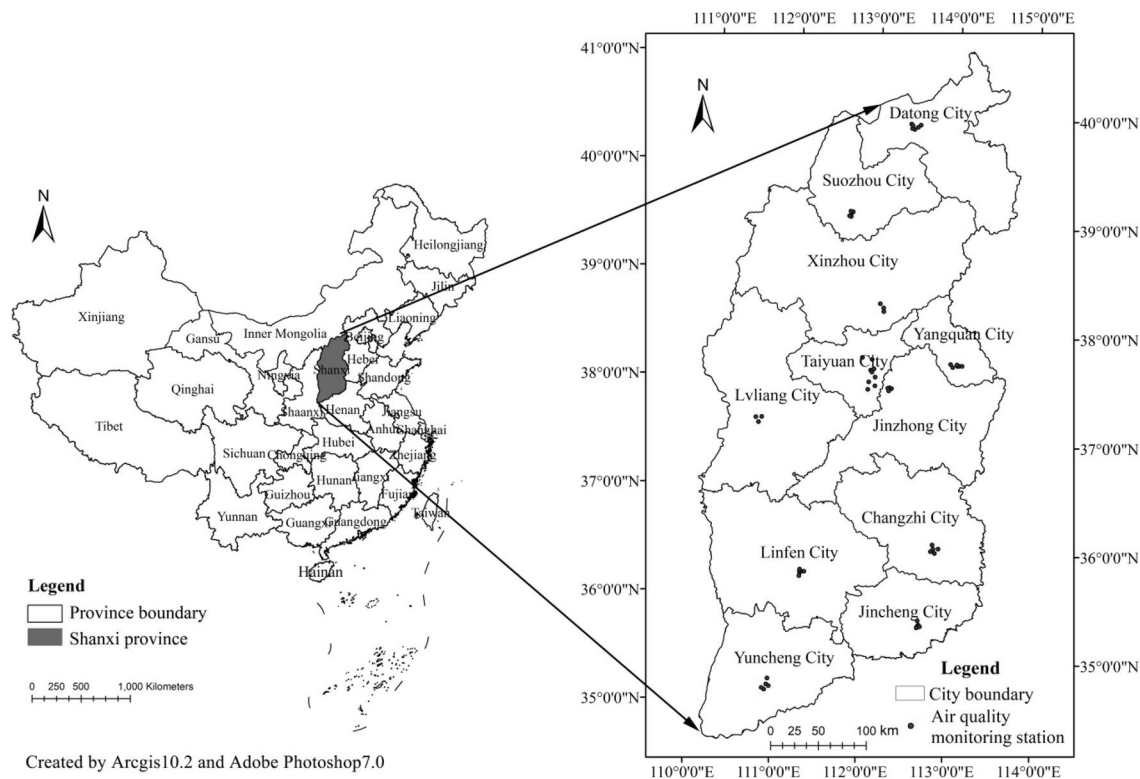 N
Heilongjiang
Jilin
Liaoning
Xinjiang
Inner Mongolia
Gansu
Beijing
Hebei
Shanxi
Ningxia
Shandong
Qinghai
Shaanxi
Henan
Jiangsu
Tibet
Anhui
Shanghai
Hubei
Sichuan
Chongqing
Zhejiang
Hunan
Jiangxi
Guizhou
Fujian
Yunnan
Guangxi
Guangdong
Taiwan
Hainan
Legend
Province boundary
Shanxi province
0 250 500 1,000 Kilometers
Created by Arcgis10.2 and Adobe Photoshop7.0
111°0'0"E 112°0'0"E 113°0'0"E 114°0'0"E 115°0'0"E
41°0'0"N
40°0'0"N
39°0'0"N
38°0'0"N
37°0'0"N
36°0'0"N
35°0'0"N
N
Datong City
Suozhou City
Xinzhou City
Yangquan City
Taiyuan City
Lvliang City
Jinzhong City
Changzhi City
Linfen City
Jincheng City
Yuncheng City
Legend
City boundary
Air quality
monitoring station
0 25 50 100 km
40°0'0"N
39°0'0"N
38°0'0"N
37°0'0"N
36°0'0"N
35°0'0"N
110°0'0"E 111°0'0"E 112°0'0"E 113°0'0"E 114°0'0"E